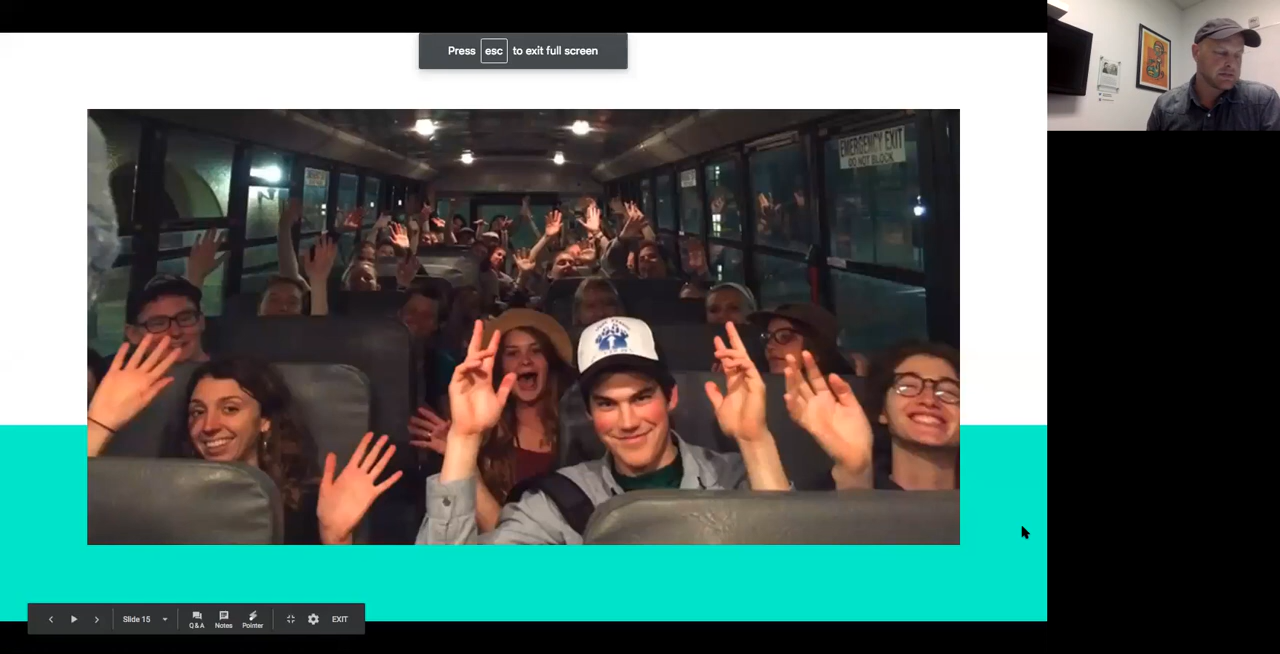 Press esc to exit full screen
EMERGENCY EXIT
DO NOT BLOCK
Slide 15
Q&A
Notes
Pointer
EXIT